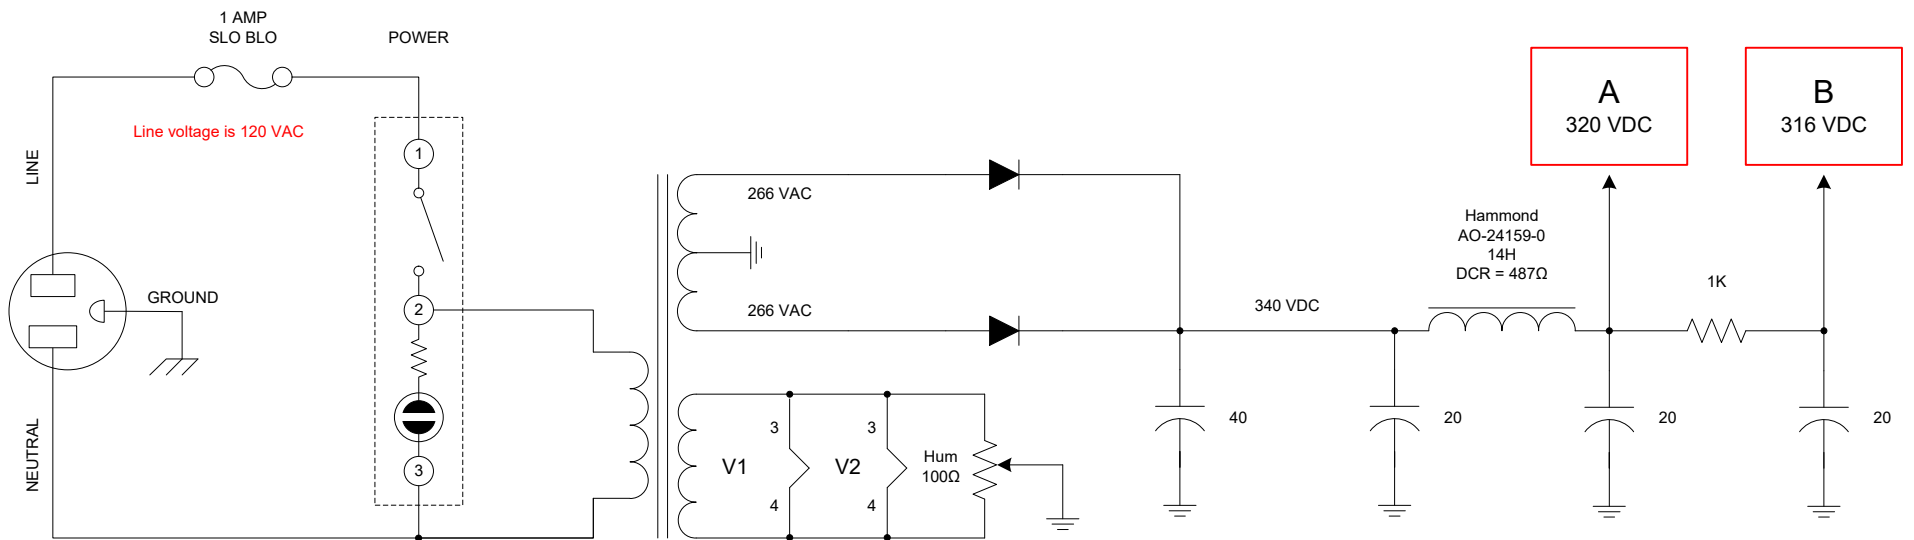 1 AMP
SLO BLO
POWER
Line voltage is 120 VAC
LINE
1
2
3
GROUND
NEUTRAL
266 VAC
266 VAC
340 VDC
Hammond
AO-24159-0
14H
DCR = 487Ω
A
320 VDC
B
316 VDC
1K
3
V1
4
3
V2
4
Hum
100Ω
40
20
20
20